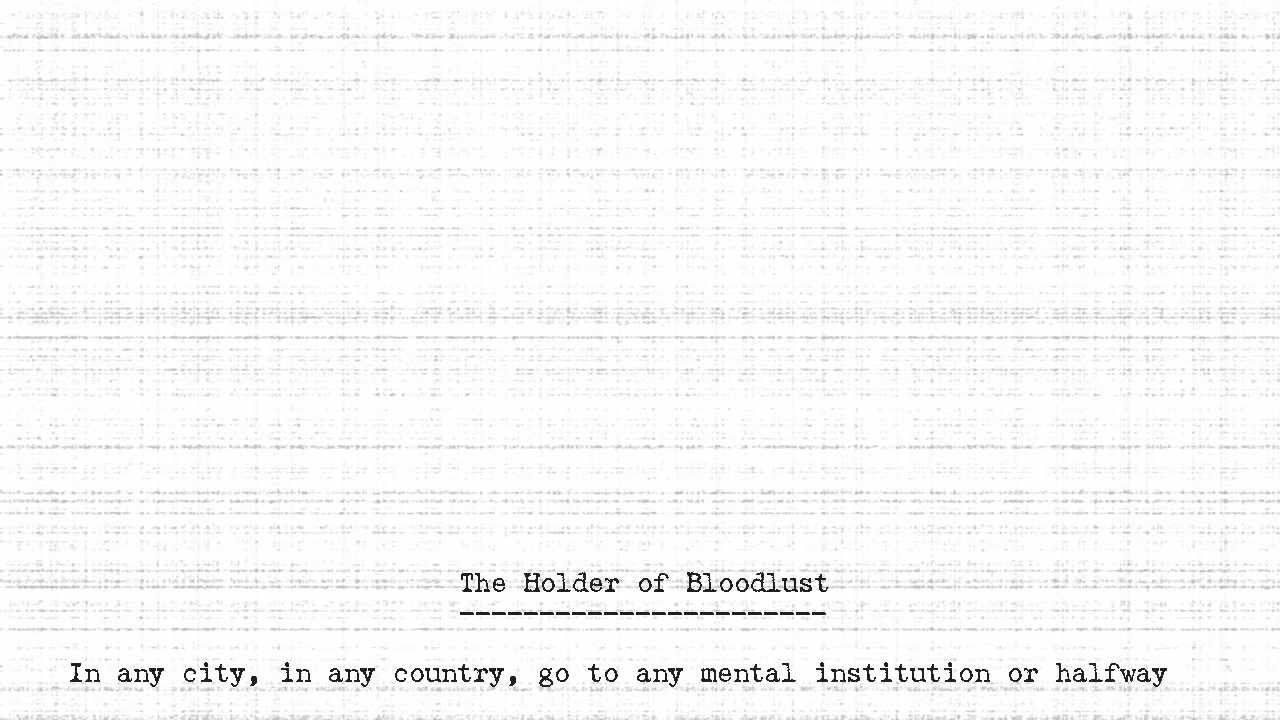 The Holder of Bloodlust
-----------------------
In any city, in any country, go to any mental institution or halfway